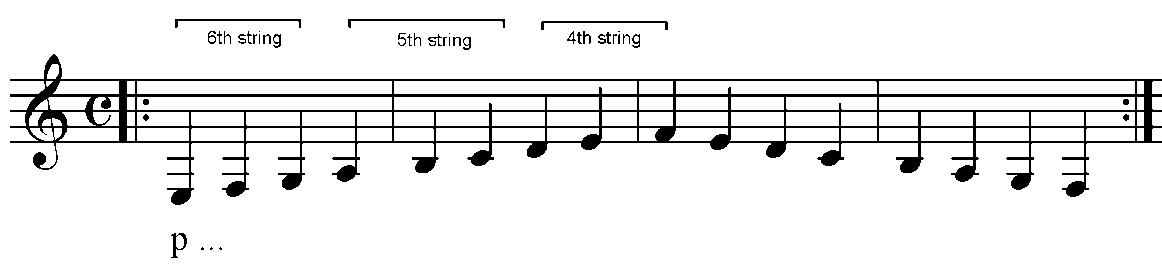 6th string
5th string
4th string
p ...